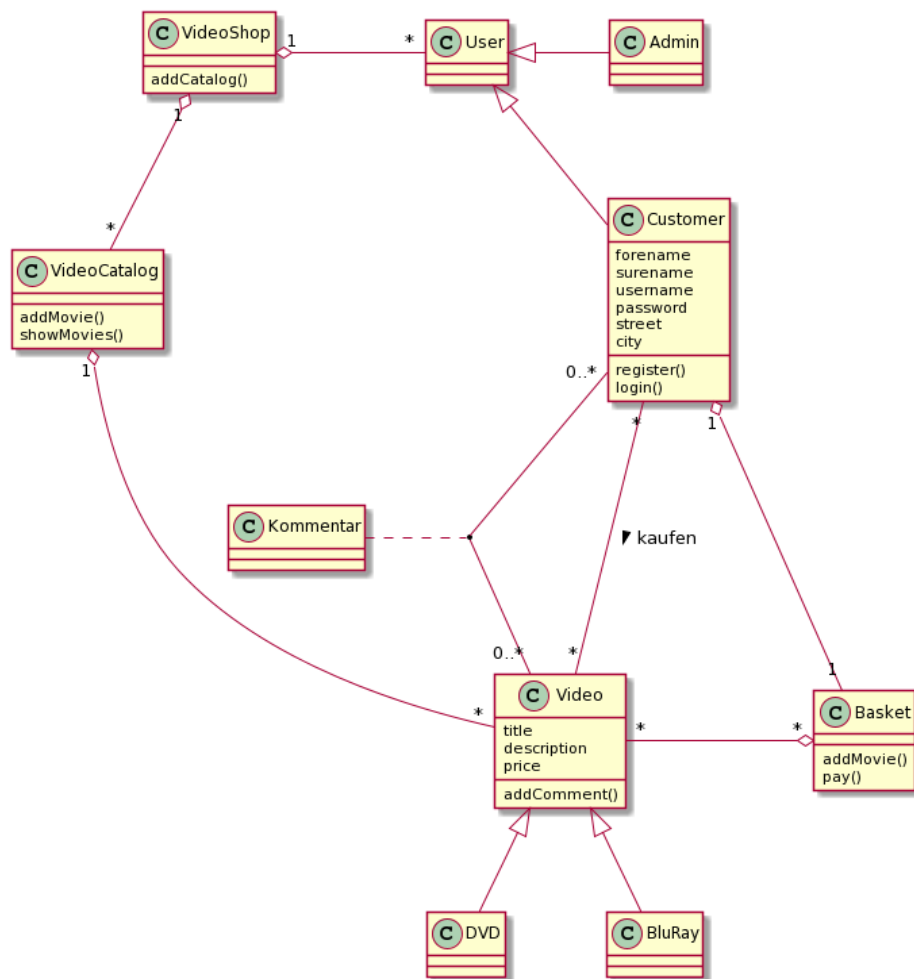 C VideoShop
addCatalog()
1
*
C User
C Admin
1
*
C VideoCatalog
addMovie()
showMovies()
1
C Customer
forename
surename
username
password
street
city
register()
login()
0..*
*
1
C Kommentar
kaufen
0..*
*
*
1
C Video
title
description
price
addComment()
*
*
C Basket
addMovie()
pay()
C DVD
C BluRay